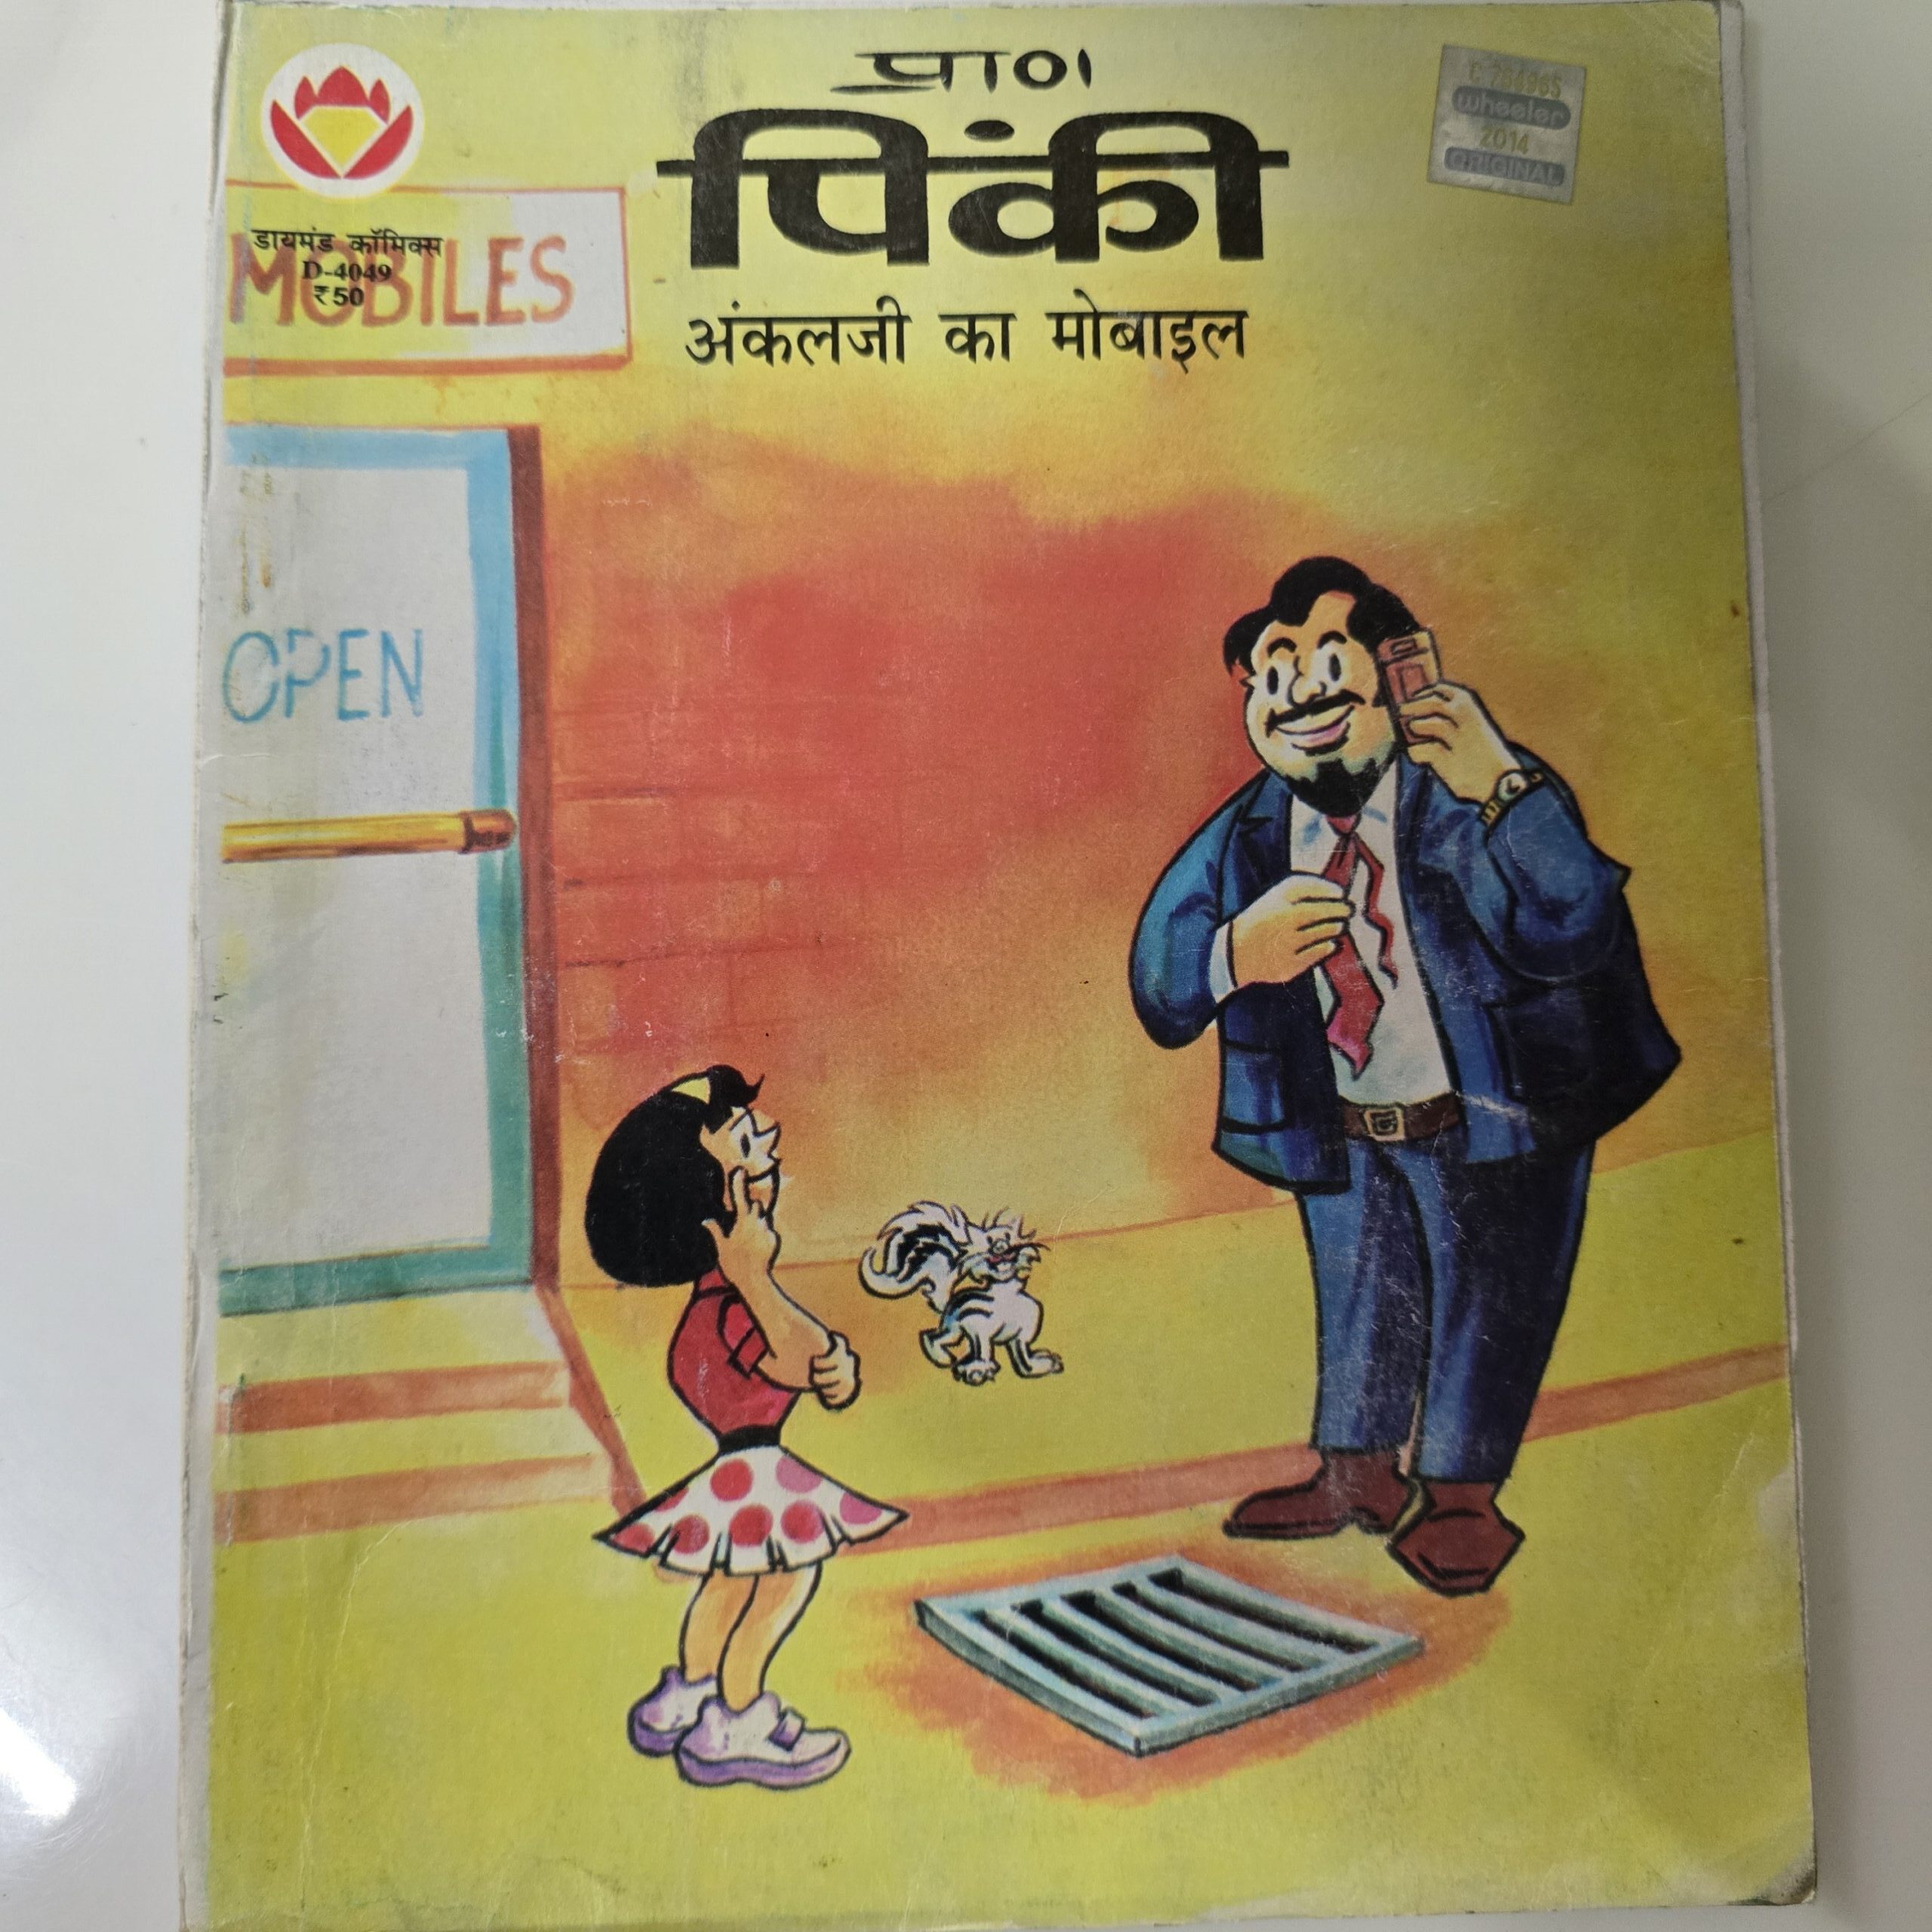 प्राण
पिंकी
अंकलजी का मोबाइल
डायमंड कॉमिक्स
D-4049
₹50
MOBILES
OPEN
wheeler
2014
ORIGINAL